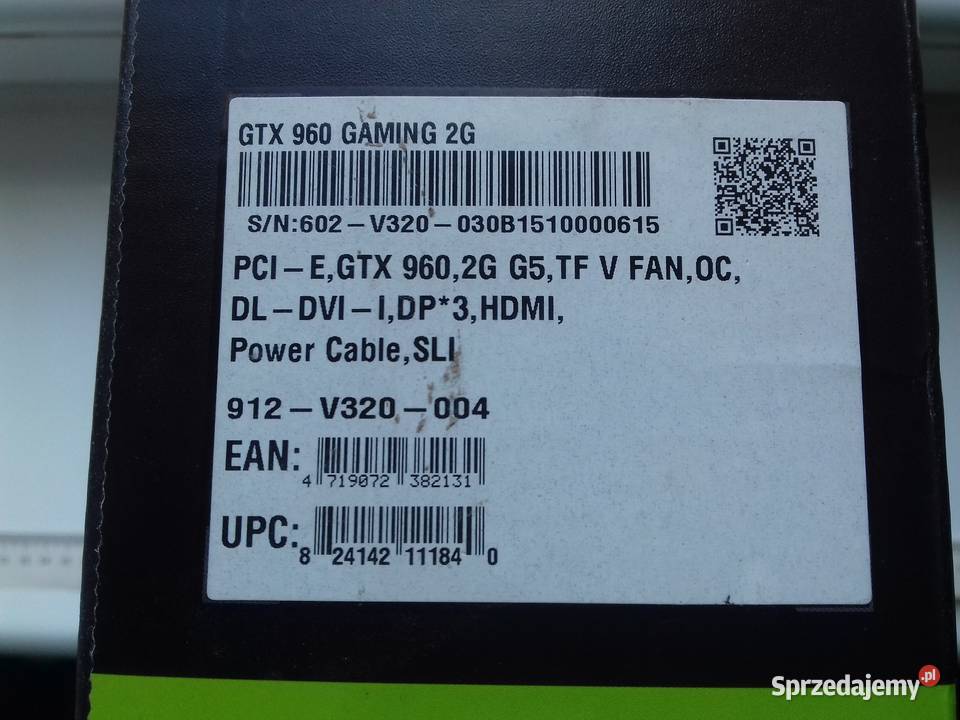 GTX 960 GAMING 2G
S/N:602-V320-030B1510000615
PCI-E,GTX 960,2G G5,TF V FAN,OC,
DL-DVI-I,DP*3,HDMI,
Power Cable,SLI
912-V320-004
EAN:
4 719072 382131
UPC:
8 24142 11184 0
Sprzedajemy.pl